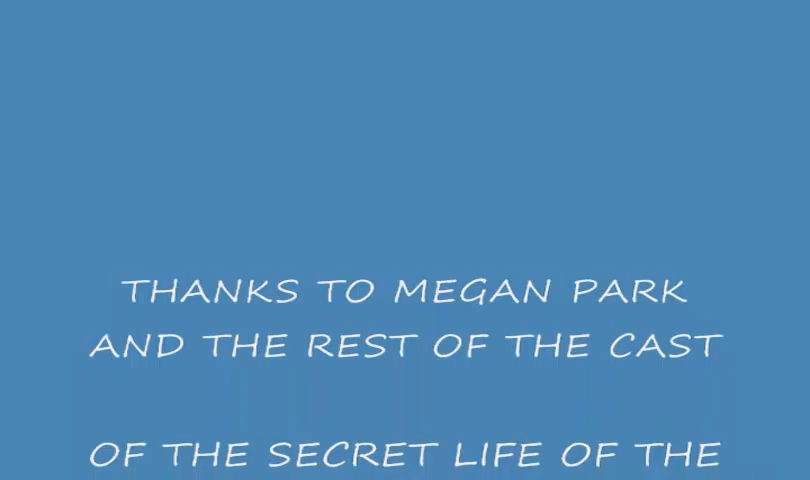 THANKS TO MEGAN PARK
AND THE REST OF THE CAST
OF THE SECRET LIFE OF THE